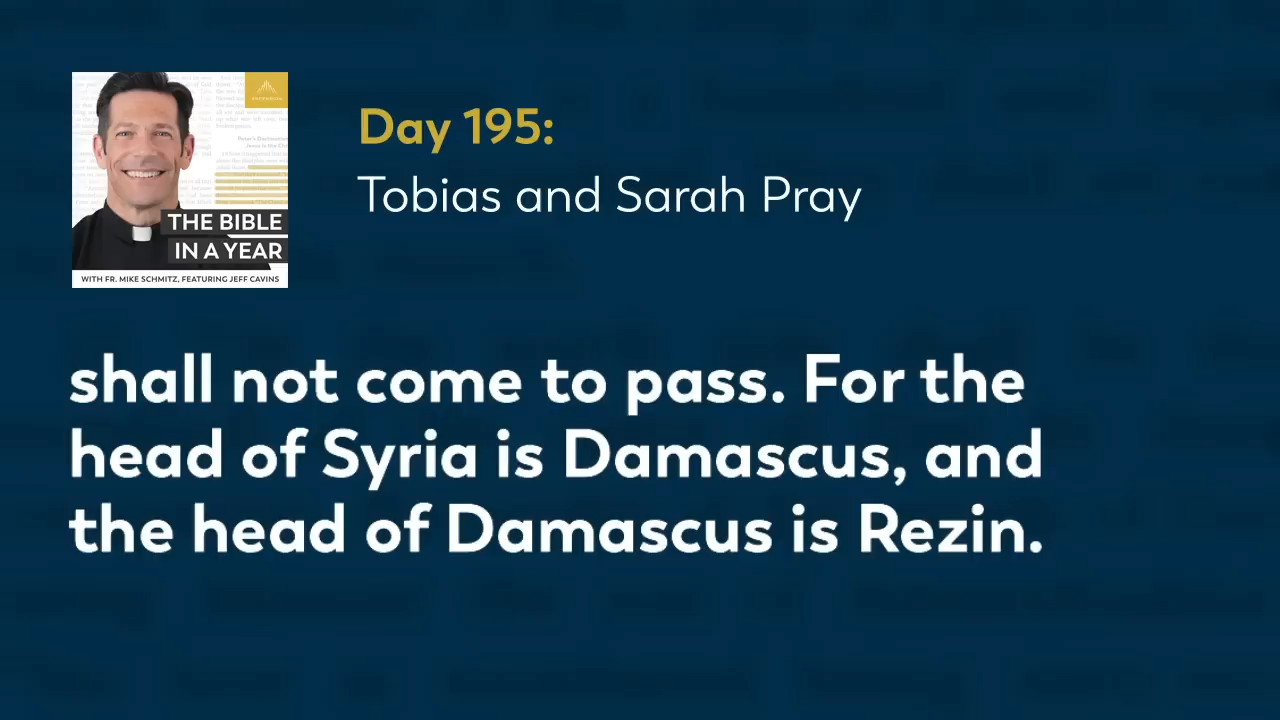 Day 195:
Tobias and Sarah Pray
THE BIBLE
IN A YEAR
WITH FR. MIKE SCHMITZ, FEATURING JEFF CAVINS
shall not come to pass. For the
head of Syria is Damascus, and
the head of Damascus is Rezin.